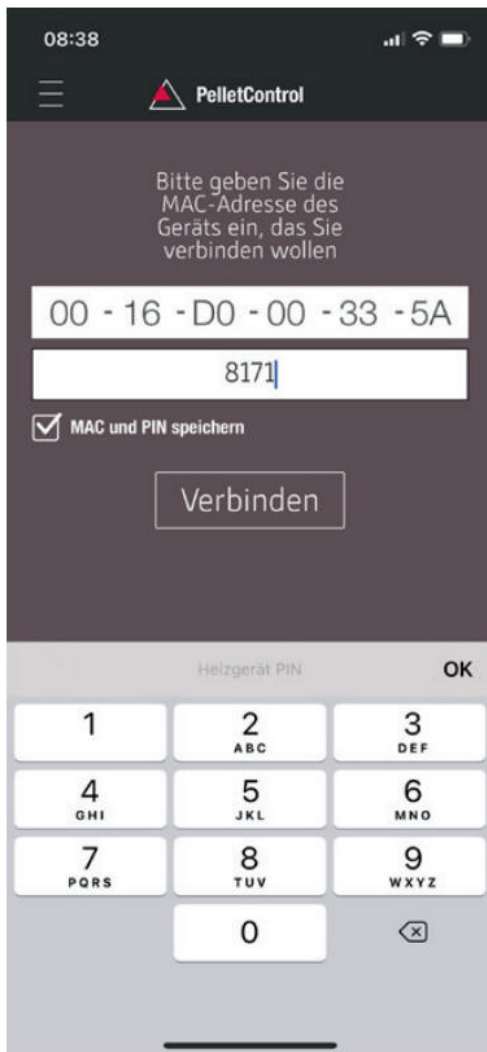 08:38
PelletControl
Bitte geben Sie die
MAC-Adresse des
Geräts ein, das Sie
verbinden wollen
00 - 16 - D0 - 00 - 33 - 5A
8171
MAC und PIN speichern
Verbinden
Heizgerät PIN OK
1 2 3
ABC DEF
4 5 6
GHI JKL MNO
7 8 9
PQRS TUV WXYZ
0